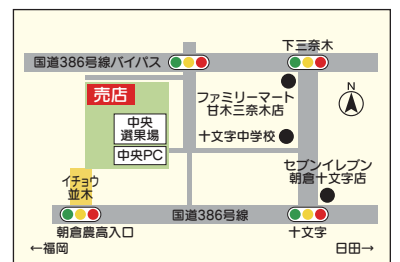 下三奈木
国道386号線バイパス
売店
ファミリーマート
甘木三奈木店
N
中央
選果場
十文字中学校
中央PC
セブンイレブン
朝倉十文字店
イチョウ
並木
国道386号線
朝倉農高入口
十文字
←福岡
日田→